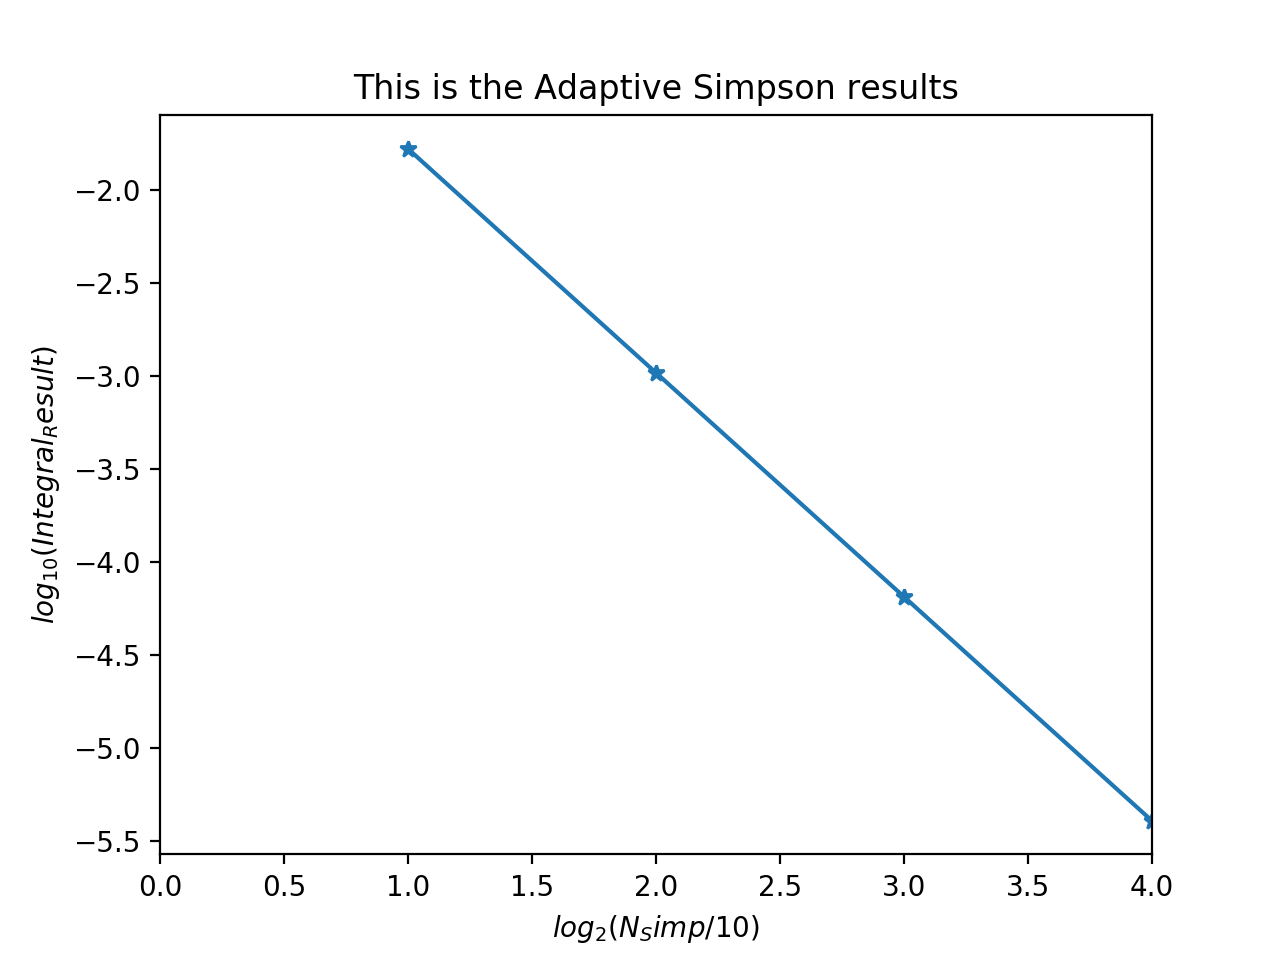 This is the Adaptive Simpson results
log₁₀(Integral_Result)
−2.0
−2.5
−3.0
−3.5
−4.0
−4.5
−5.0
−5.5
0.0 0.5 1.0 1.5 2.0 2.5 3.0 3.5 4.0
log₂(N_Simp/10)